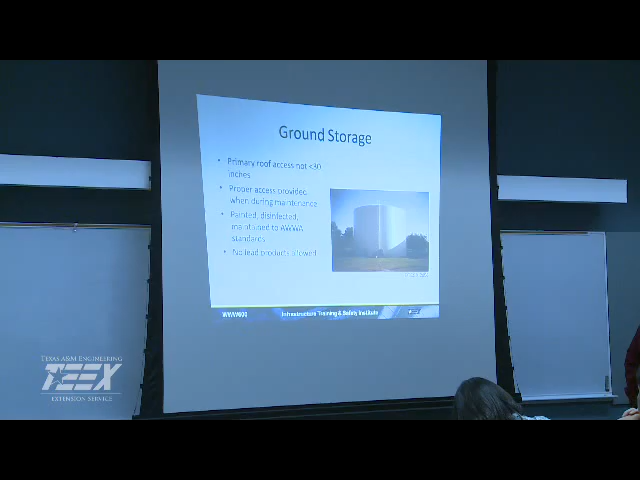 Ground Storage
• Primary roof access not <30
inches
• Proper access provided
when during maintenance
• Painted, disinfected,
maintained to AWWA
standards
• No lead products allowed
Infrastructure Training & Safety Institute
TEEX
TEXAS A&M ENGINEERING
TEEX
EXTENSION SERVICE